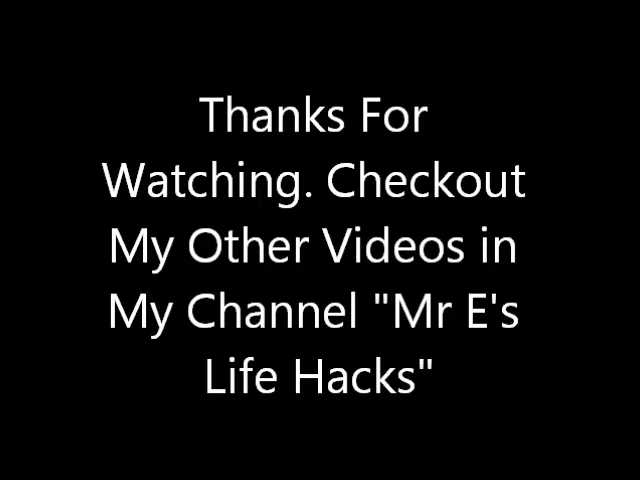 Thanks For
Watching. Checkout
My Other Videos in
My Channel "Mr E's
Life Hacks"